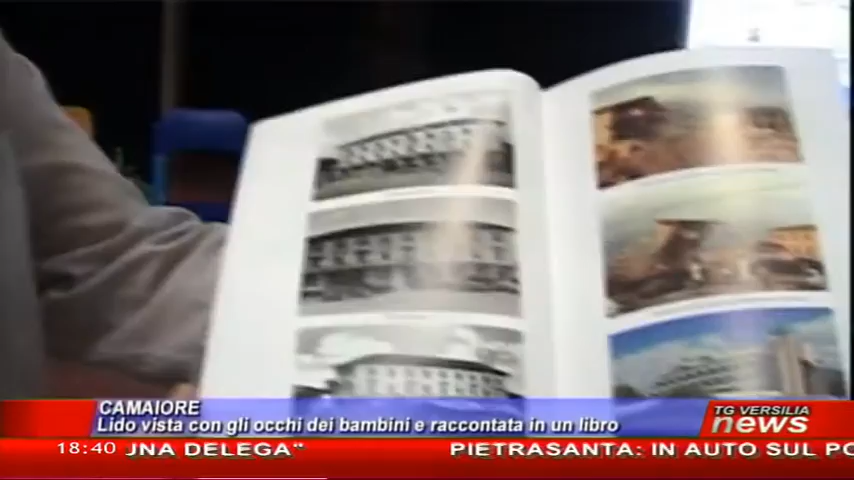 CAMAIORE
Lido vista con gli occhi dei bambini e raccontata in un libro
TG VERSILIA
news
18:40 UNA DELEGA" PIETRASANTA: IN AUTO SUL PO